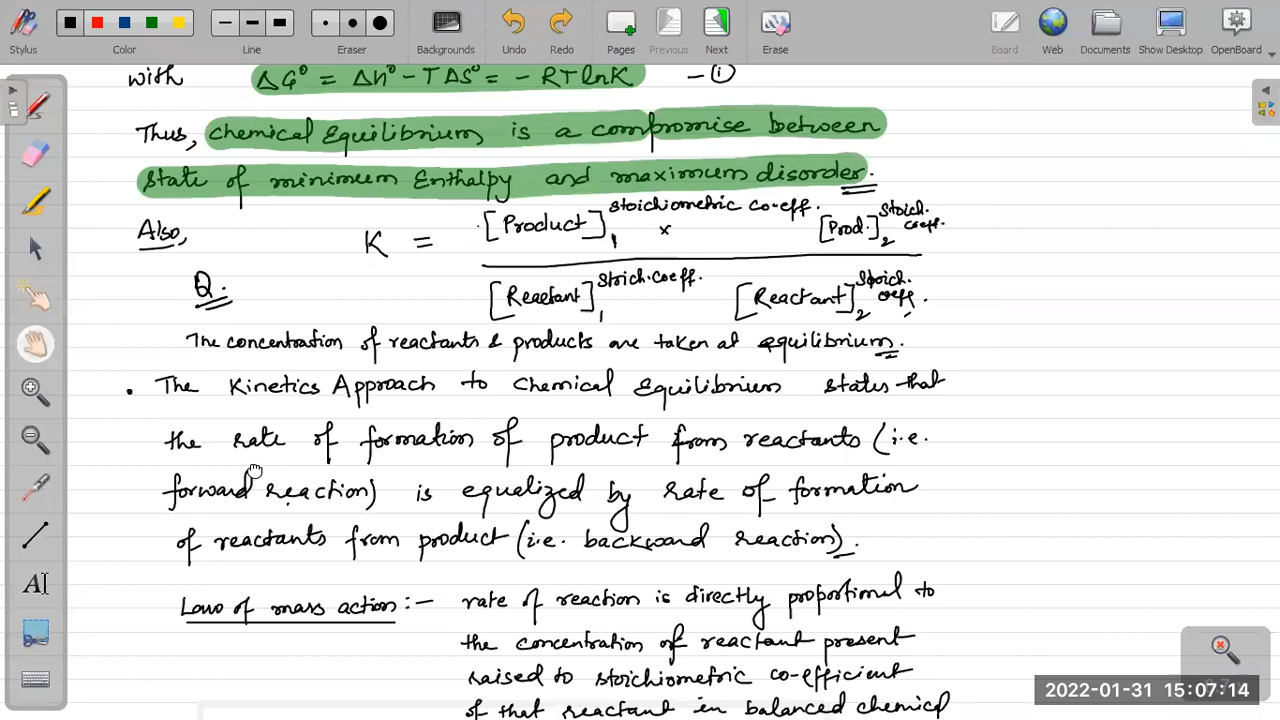 Stylus
Color
Line
Eraser
Backgrounds
Undo
Redo
Pages
Previous
Next
Erase
Board
Web
Documents
Show Desktop
OpenBoard
with ΔG° = ΔH° - TΔS° = - RT lnK - ①
Thus, chemical Equilibrium is a compromise between
state of minimum Enthalpy and maximum disorder.
Also, K = [Product]₁ stoichiometric co-eff. × [Prod.]₂ Stoich. coeff.
Q.
[Reactant]₁ Stoich. coeff. [Reactant]₂ Stoich. coeff.
The concentration of reactants & products are taken at equilibrium.
• The Kinetics Approach to Chemical Equilibrium states that
the rate of formation of product from reactants (i.e.
forward reaction) is equalized by rate of formation
of reactants from product (i.e. backward reaction).
Law of mass action :- rate of reaction is directly proportional to
the concentration of reactant present
raised to stoichiometric co-efficient
of that reactant in balanced chemical
2022-01-31 15:07:14